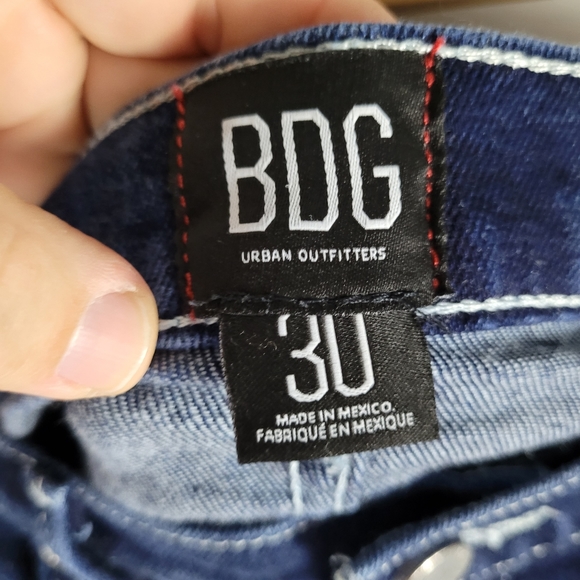 BDG
URBAN OUTFITTERS
30
MADE IN MEXICO
FABRIQUÉ EN MEXIQUE